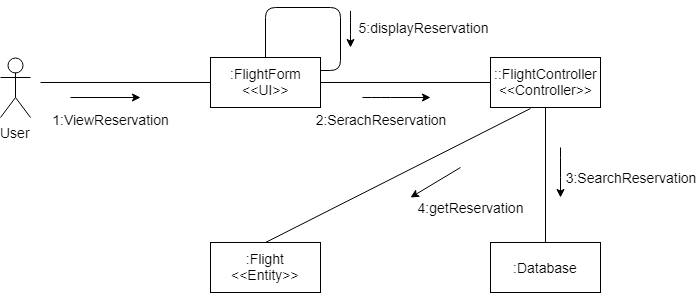 5:displayReservation
:FlightForm
<<UI>>
::FlightController
<<Controller>>
User
1:ViewReservation
2:SerachReservation
3:SearchReservation
4:getReservation
:Flight
<<Entity>>
:Database